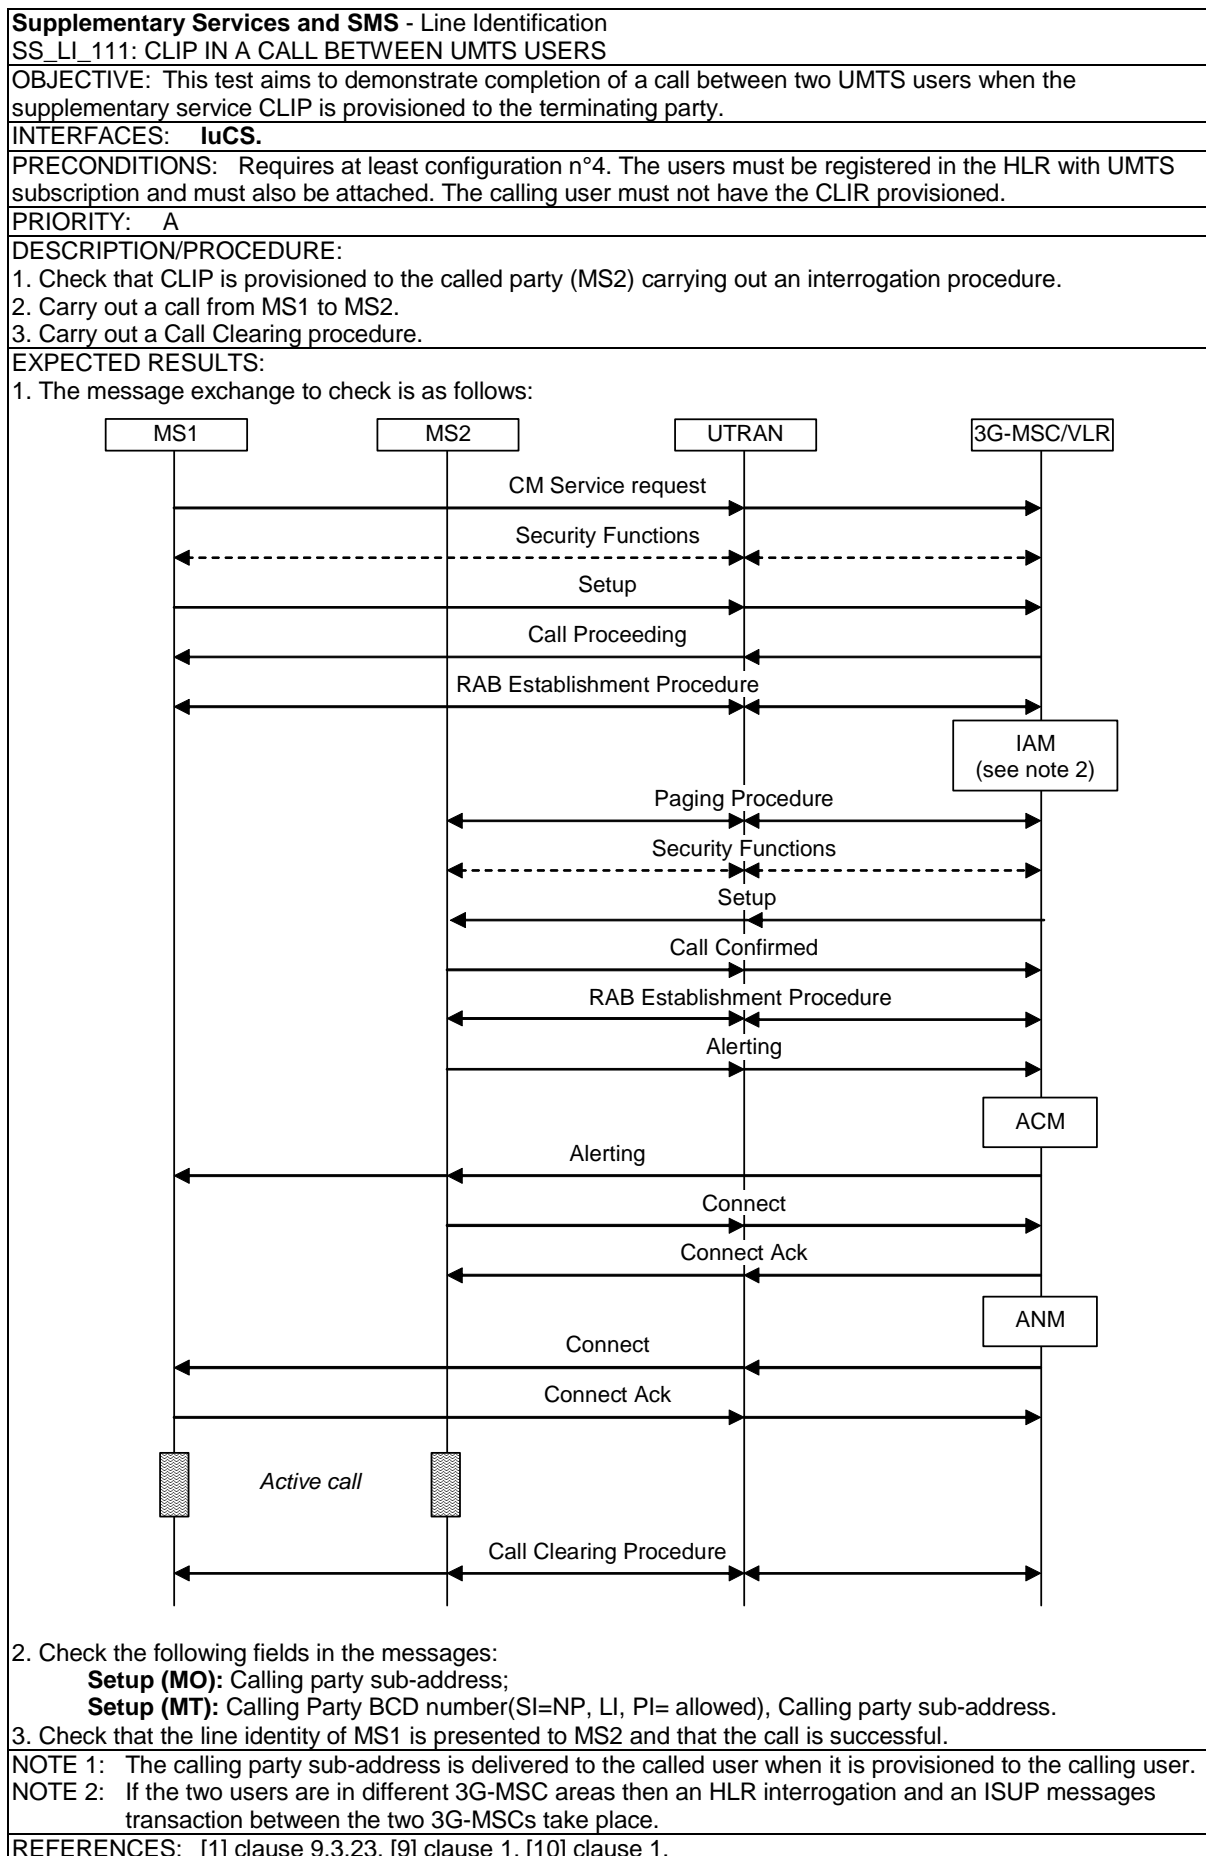 Supplementary Services and SMS - Line Identification
SS_LI_111: CLIP IN A CALL BETWEEN UMTS USERS
OBJECTIVE: This test aims to demonstrate completion of a call between two UMTS users when the
supplementary service CLIP is provisioned to the terminating party.
INTERFACES: IuCS.
PRECONDITIONS: Requires at least configuration n°4. The users must be registered in the HLR with UMTS
subscription and must also be attached. The calling user must not have the CLIR provisioned.
PRIORITY: A
DESCRIPTION/PROCEDURE:
1. Check that CLIP is provisioned to the called party (MS2) carrying out an interrogation procedure.
2. Carry out a call from MS1 to MS2.
3. Carry out a Call Clearing procedure.
EXPECTED RESULTS:
1. The message exchange to check is as follows:
MS1 MS2 UTRAN 3G-MSC/VLR
CM Service request
Security Functions
Setup
Call Proceeding
RAB Establishment Procedure
IAM
(see note 2)
Paging Procedure
Security Functions
Setup
Call Confirmed
RAB Establishment Procedure
Alerting
ACM
Alerting
Connect
Connect Ack
ANM
Connect
Connect Ack
Active call
Call Clearing Procedure
2. Check the following fields in the messages:
Setup (MO): Calling party sub-address;
Setup (MT): Calling Party BCD number(SI=NP, LI, PI= allowed), Calling party sub-address.
3. Check that the line identity of MS1 is presented to MS2 and that the call is successful.
NOTE 1: The calling party sub-address is delivered to the called user when it is provisioned to the calling user.
NOTE 2: If the two users are in different 3G-MSC areas then an HLR interrogation and an ISUP messages
transaction between the two 3G-MSCs take place.
REFERENCES: [1] clause 9.3.23, [9] clause 1, [10] clause 1.